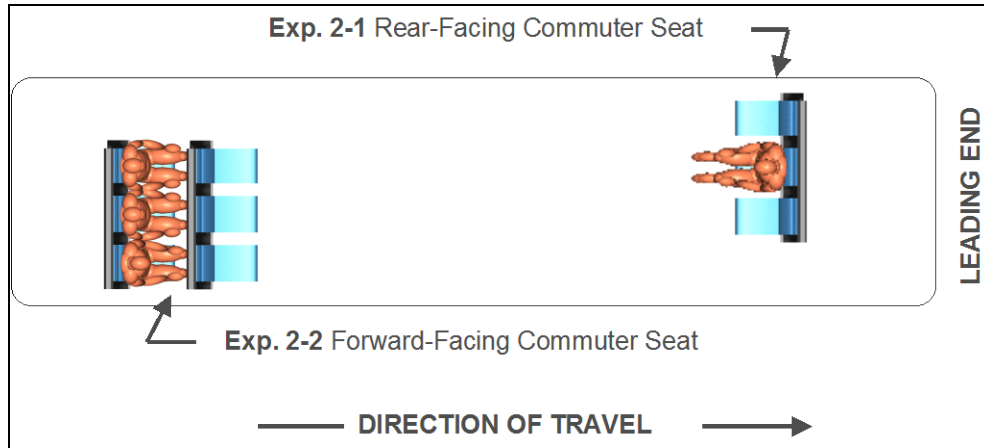 Exp. 2-1 Rear-Facing Commuter Seat
LEADING END
Exp. 2-2 Forward-Facing Commuter Seat
DIRECTION OF TRAVEL